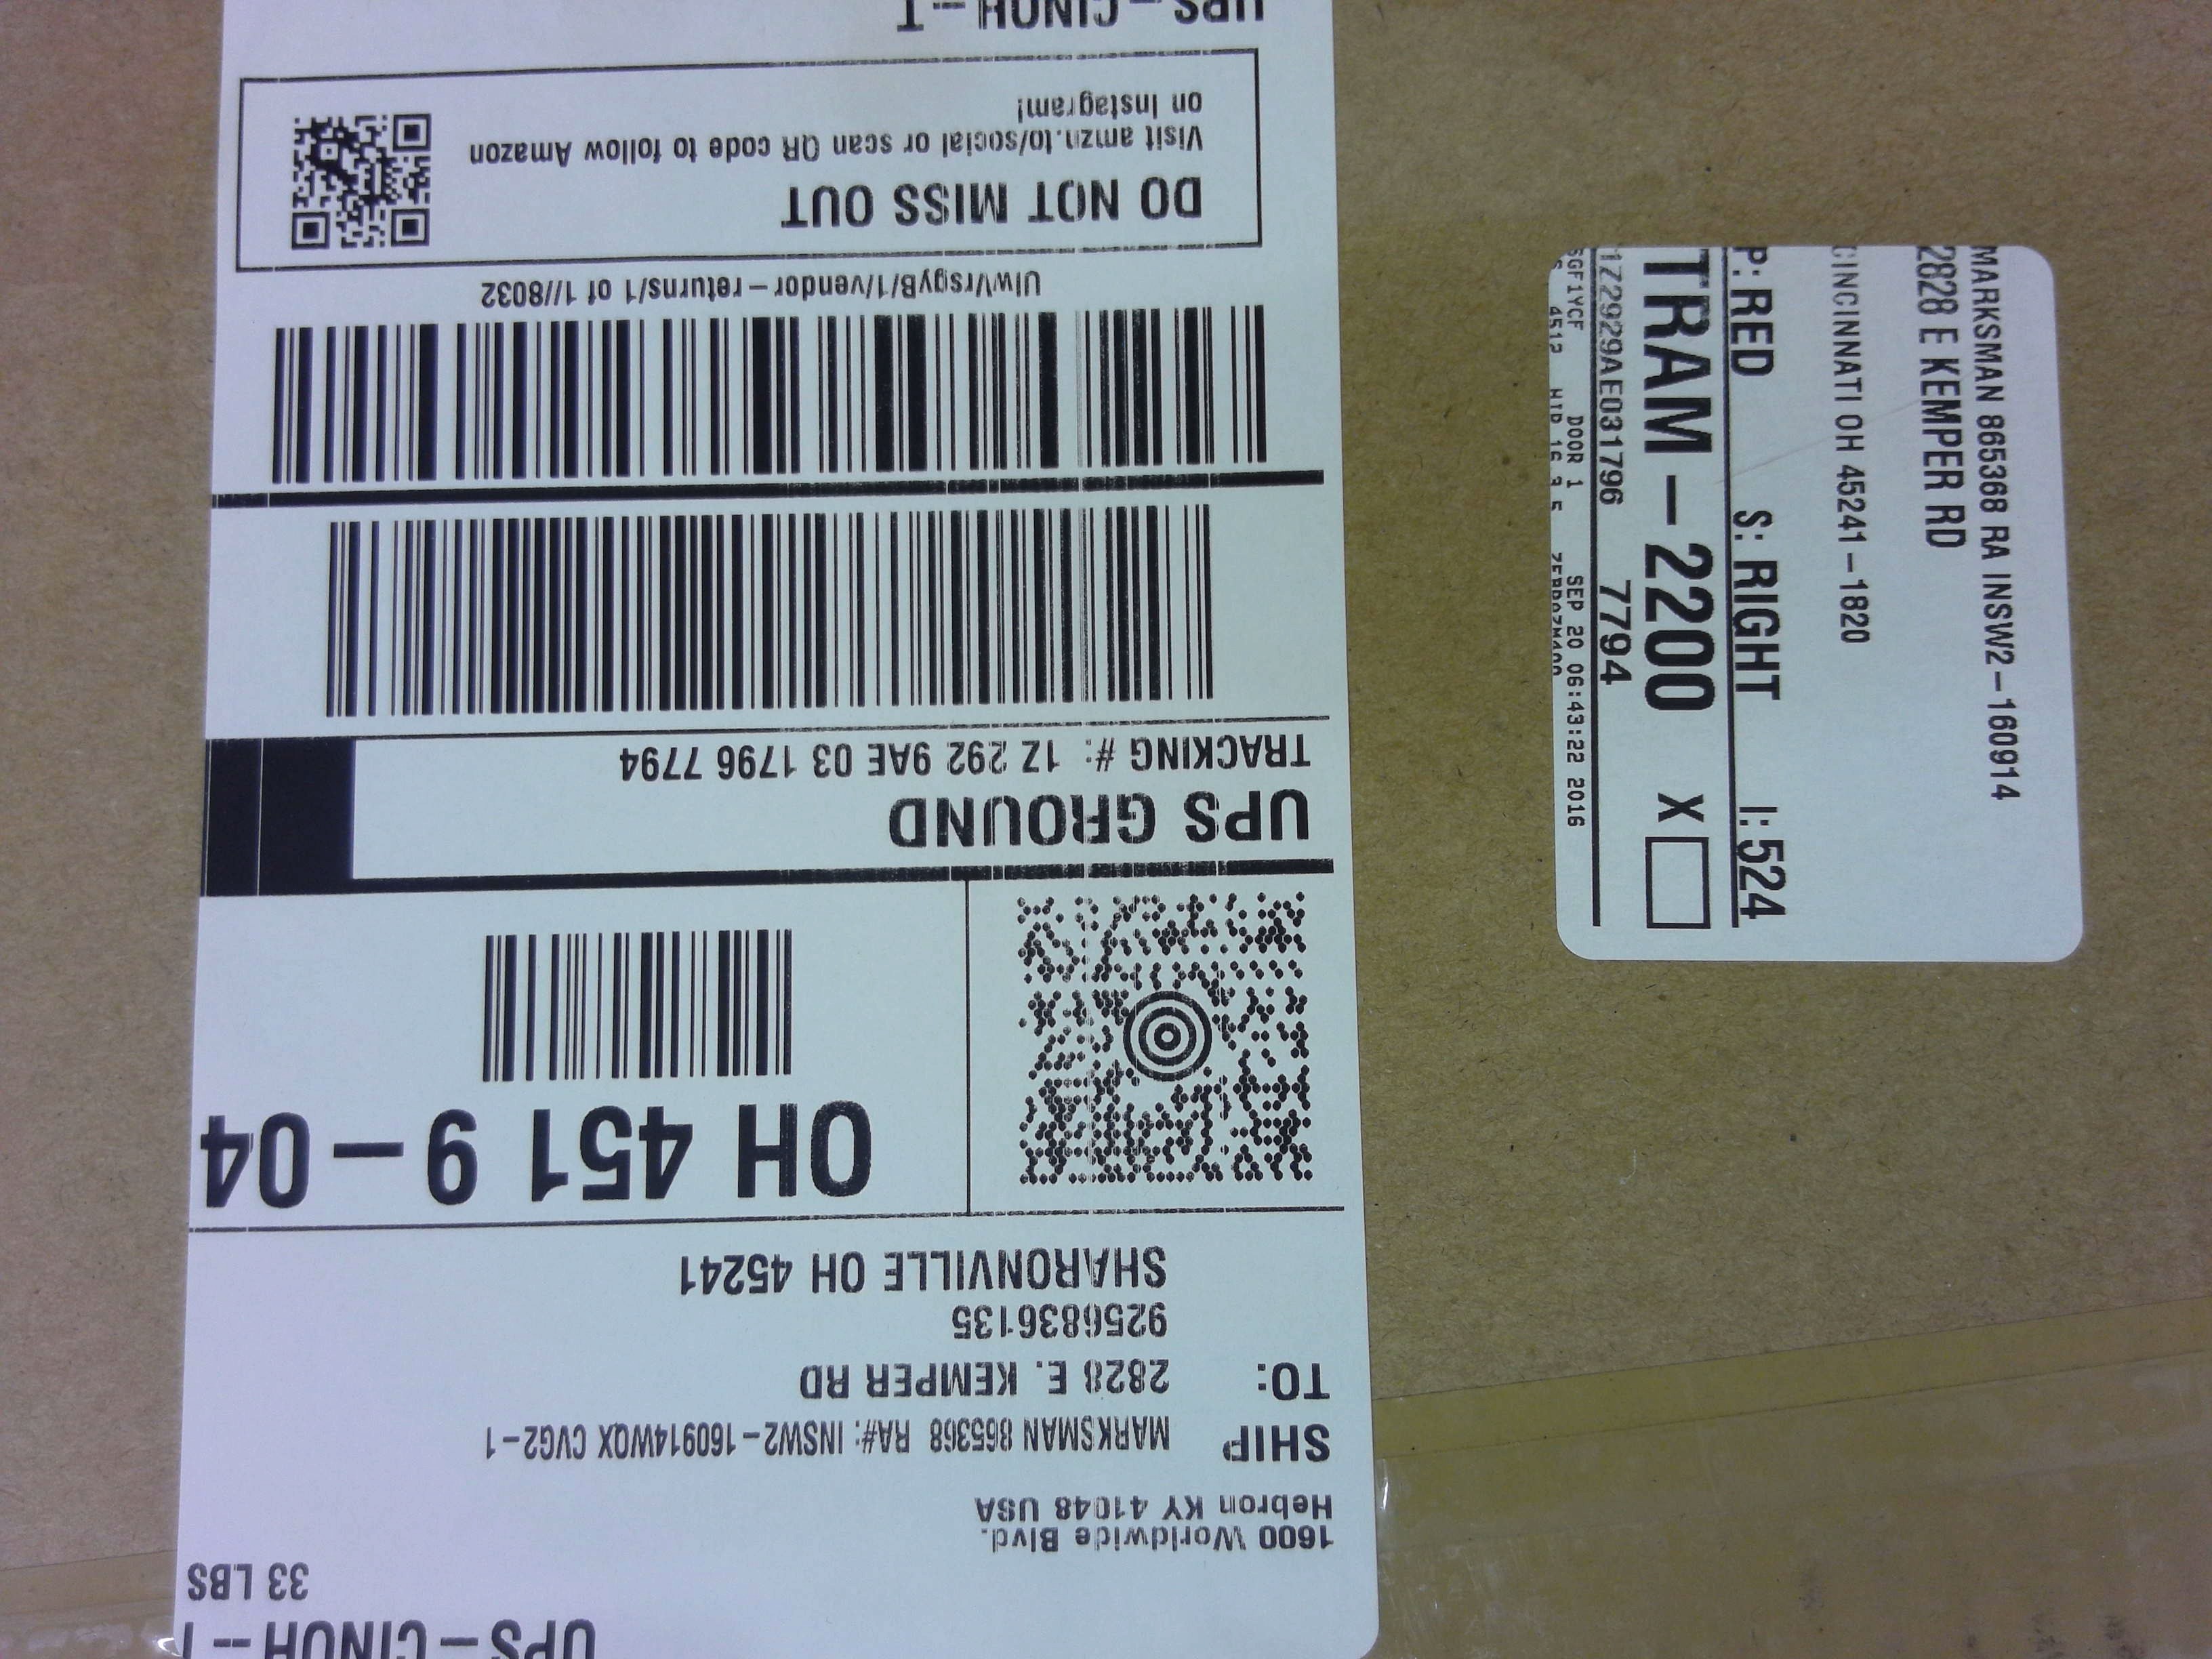 UPS – CINOH –
33 LBS
1600 Worldwide Blvd.
Hebron KY 41048 USA
SHIP
TO:
MARKSMAN 865368 RA#: INSW2–160914WQX CVG2–1
2828 E. KEMPER RD
9256836135
SHARONVILLE OH 45241
OH 451 9 – 04
UPS GROUND
TRACKING #: 1Z 292 9AE 03 1796 7794
UlwVrsgyB/1/vendor – returns/1 of 1//8032
DO NOT MISS OUT
Visit amzn.to/social or scan QR code to follow Amazon
on Instagram!
UPS – CINOH – T
MARKSMAN 865368 RA INSW2–160914
2828 E KEMPER RD
CINCINNATI OH 45241–1820
P: RED S: RIGHT I: 524
TRAM – 2200 X
1Z2929AE031796 7794
SGF1YCF DOOR 1 SEP 20 06:43:22 2016